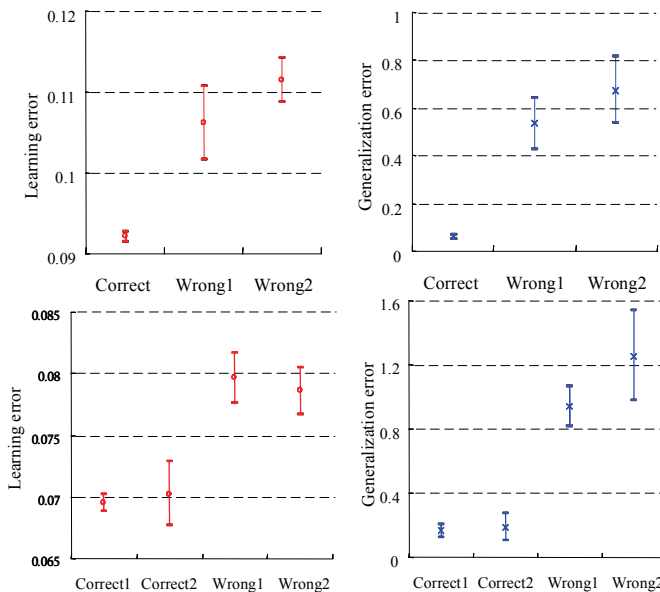 Learning error
0.12
0.11
0.1
0.09
Correct Wrong1 Wrong2
Generalization error
1
0.8
0.6
0.4
0.2
0
Correct Wrong1 Wrong2
Learning error
0.085
0.08
0.075
0.07
0.065
Correct1 Correct2 Wrong1 Wrong2
Generalization error
1.6
1.2
0.8
0.4
0
Correct1 Correct2 Wrong1 Wrong2